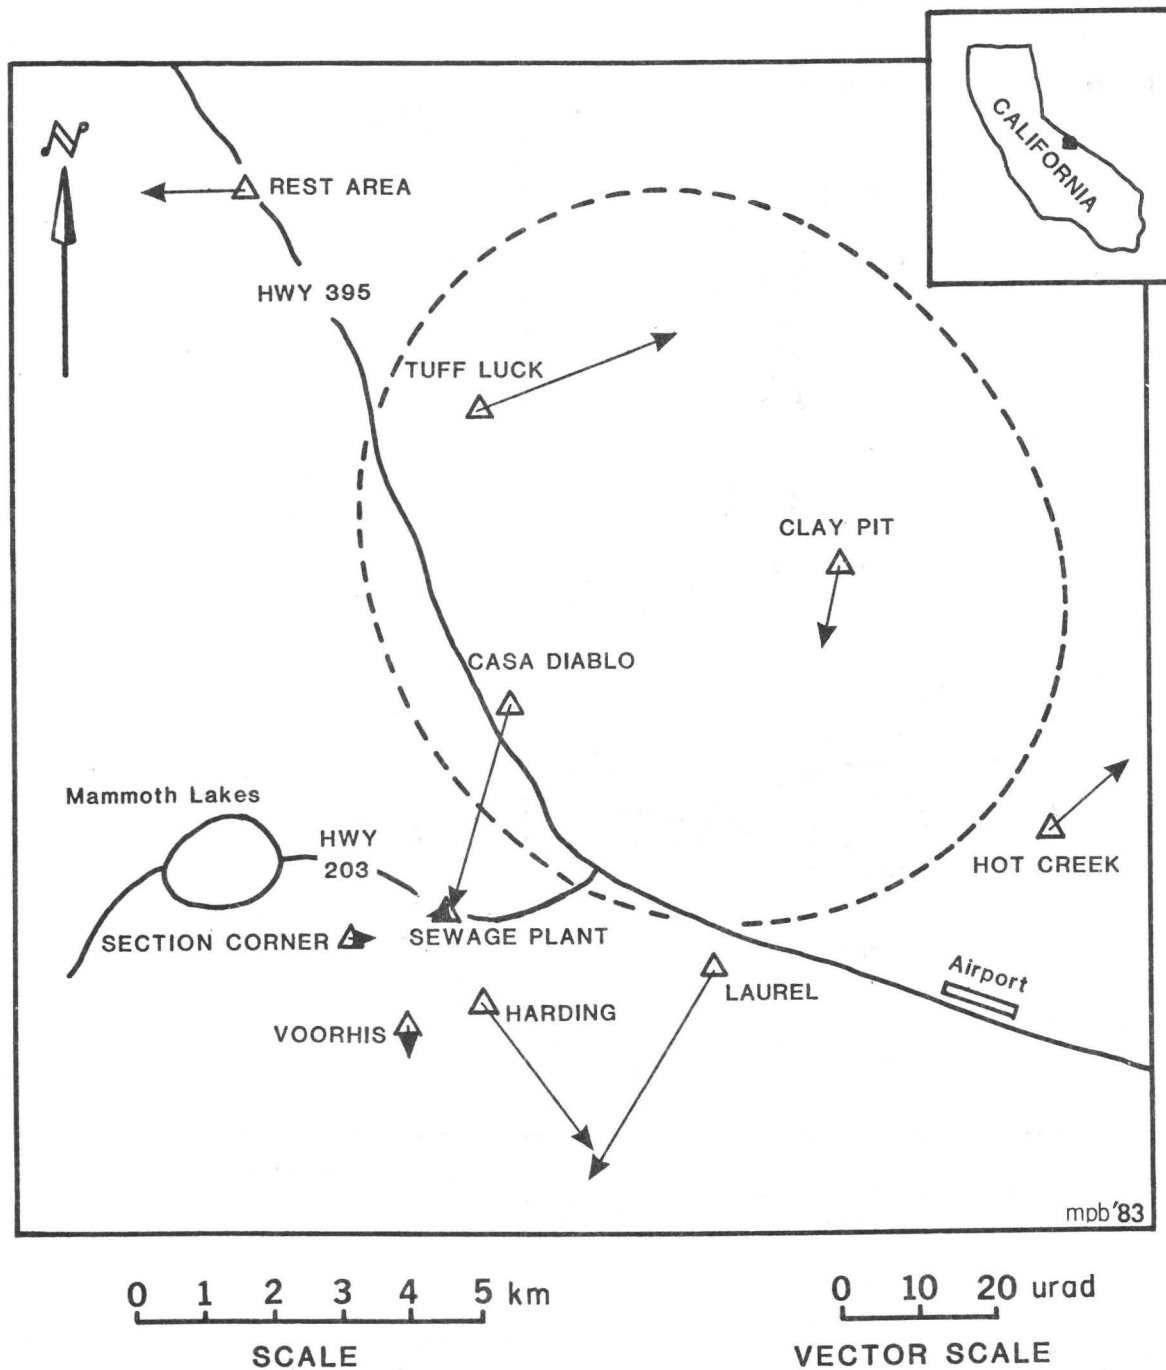 CALIFORNIA
N
REST AREA
HWY 395
TUFF LUCK
CLAY PIT
CASA DIABLO
Mammoth Lakes
HWY
203
HOT CREEK
SECTION CORNER
SEWAGE PLANT
Airport
LAUREL
HARDING
VOORHIS
mpb'83
0 1 2 3 4 5 km
SCALE
0 10 20 urad
VECTOR SCALE